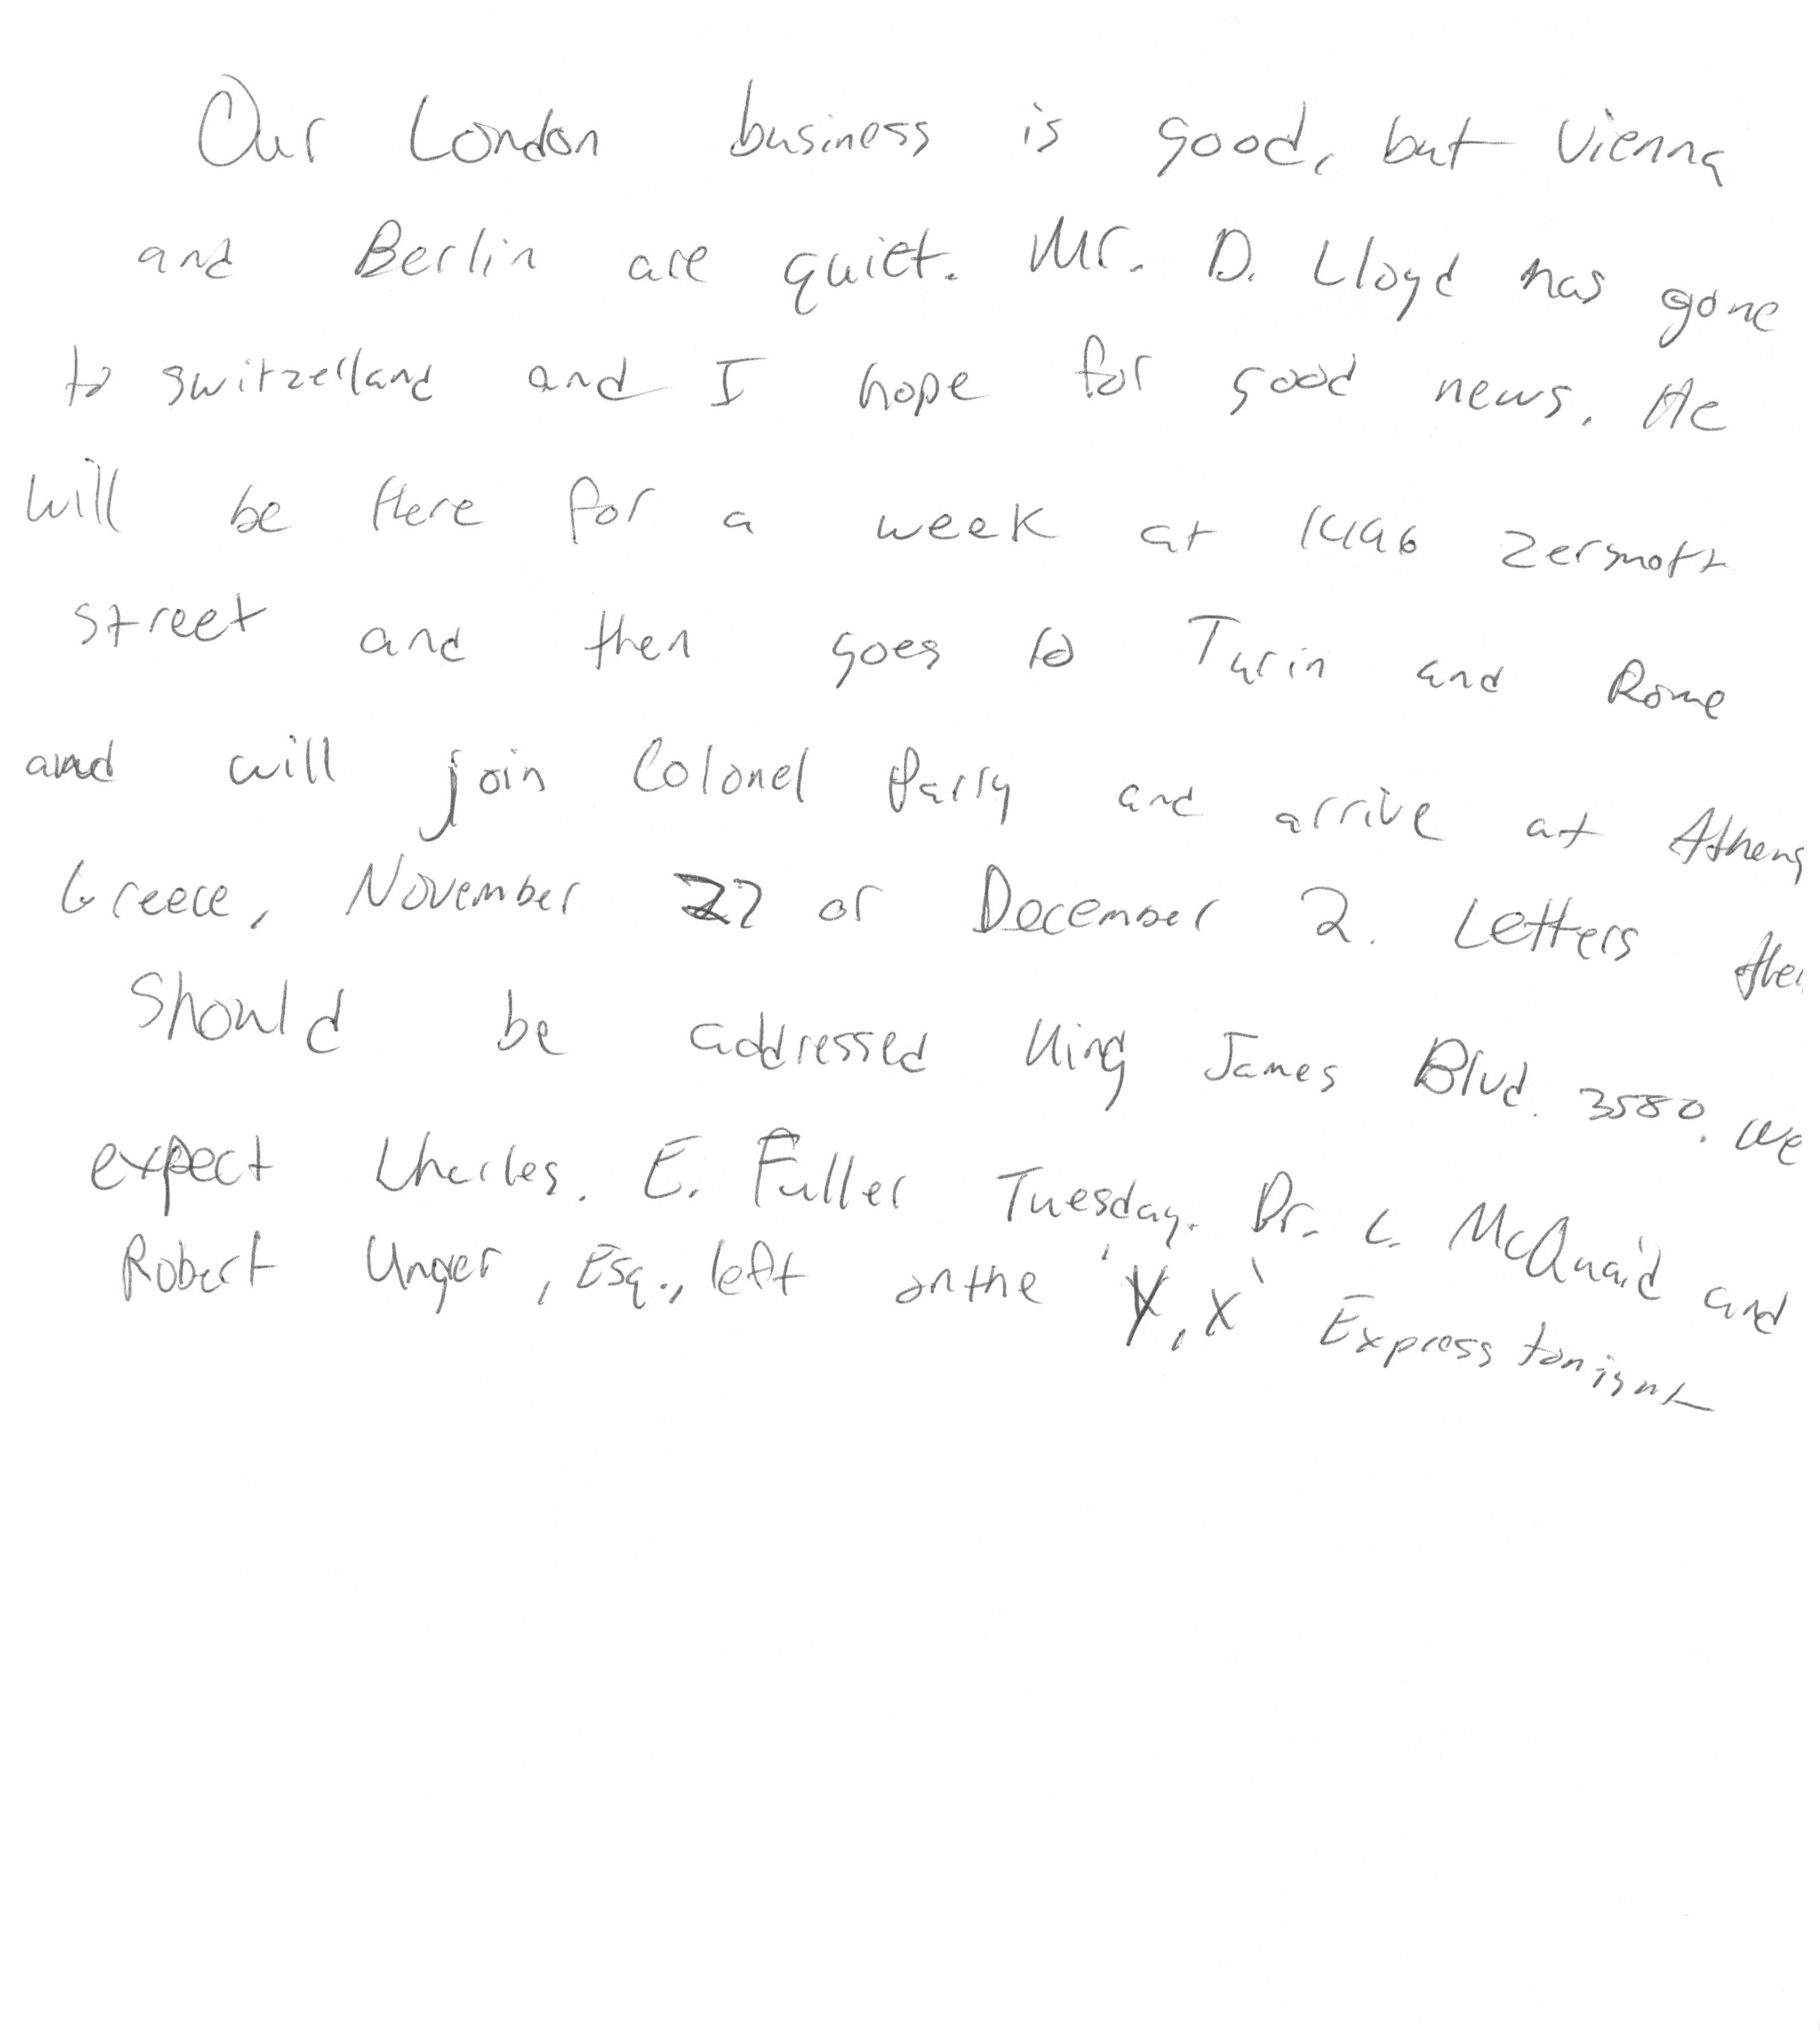 Our London business is good, but Vienna
and Berlin are quiet. Mr. D. Lloyd has gone
to switzerland and I hope for good news. He
will be there for a week at 1496 zermott
street and then goes to Turin and Rome
and will join Colonel Parry and arrive at Athens
Greece, November 27 or December 2. Letters there
Should be addressed King James Blvd. 3580. We
expect Charles. E. Fuller Tuesday. Dr. L. McQuaid and
Robert Unger, Esq., left on the 'Y, X' Express tonight